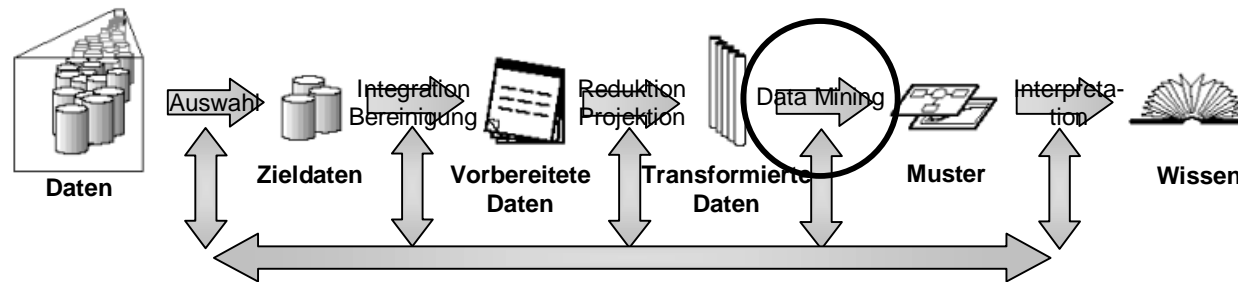 Auswahl
Integration
Bereinigung
Reduktion
Projektion
Data Mining
Interpreta-
tion
Daten
Zieldaten
Vorbereitete
Daten
Transformierte
Daten
Muster
Wissen